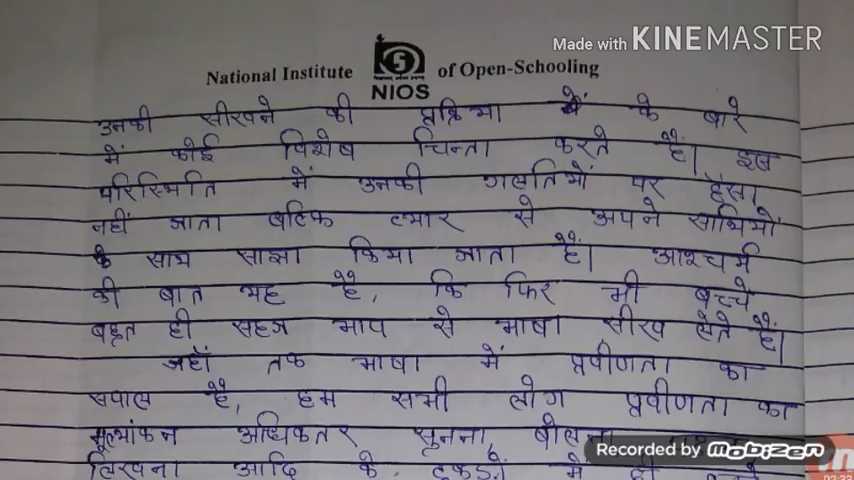 Made with KINEMASTER
National Institute of Open-Schooling
NIOS
उनकी सीखने की प्रक्रिया के बारे
में कोई विशेष चिन्ता करते हैं। इस
परिस्थिति में उनकी गलतियों पर हँसा
नहीं जाता बल्कि प्यार से अपने साथियों
के साथ साझा किया जाता है। आश्चर्य
की बात यह है, कि फिर भी बच्चे
बहुत ही सहज भाव से भाषा सीख लेते हैं।
जहाँ तक भाषा में प्रवीणता का
सवाल है, हम सभी लोग प्रवीणता का
मूल्यांकन अधिकतर सुनना, बोलना
Recorded by mobizen
लिखना आदि के टुकड़ों में ही
02:33